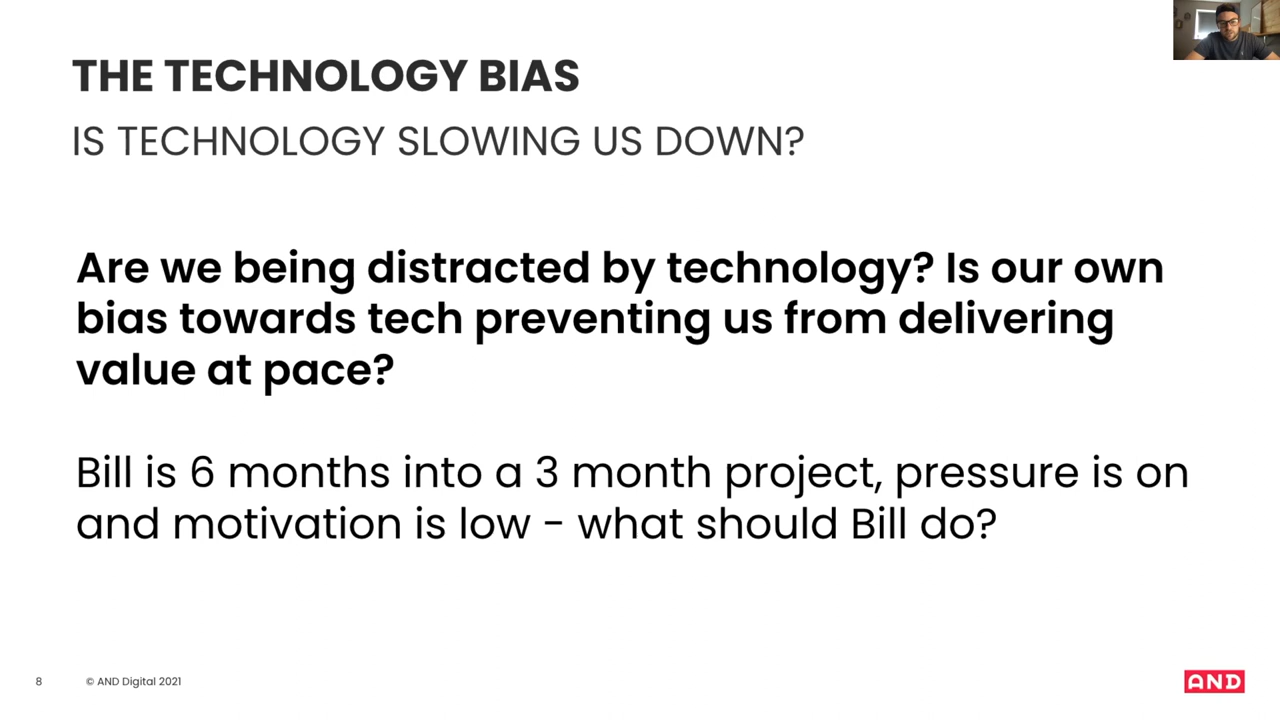 THE TECHNOLOGY BIAS
IS TECHNOLOGY SLOWING US DOWN?
Are we being distracted by technology? Is our own
bias towards tech preventing us from delivering
value at pace?
Bill is 6 months into a 3 month project, pressure is on
and motivation is low - what should Bill do?
8
© AND Digital 2021
AND